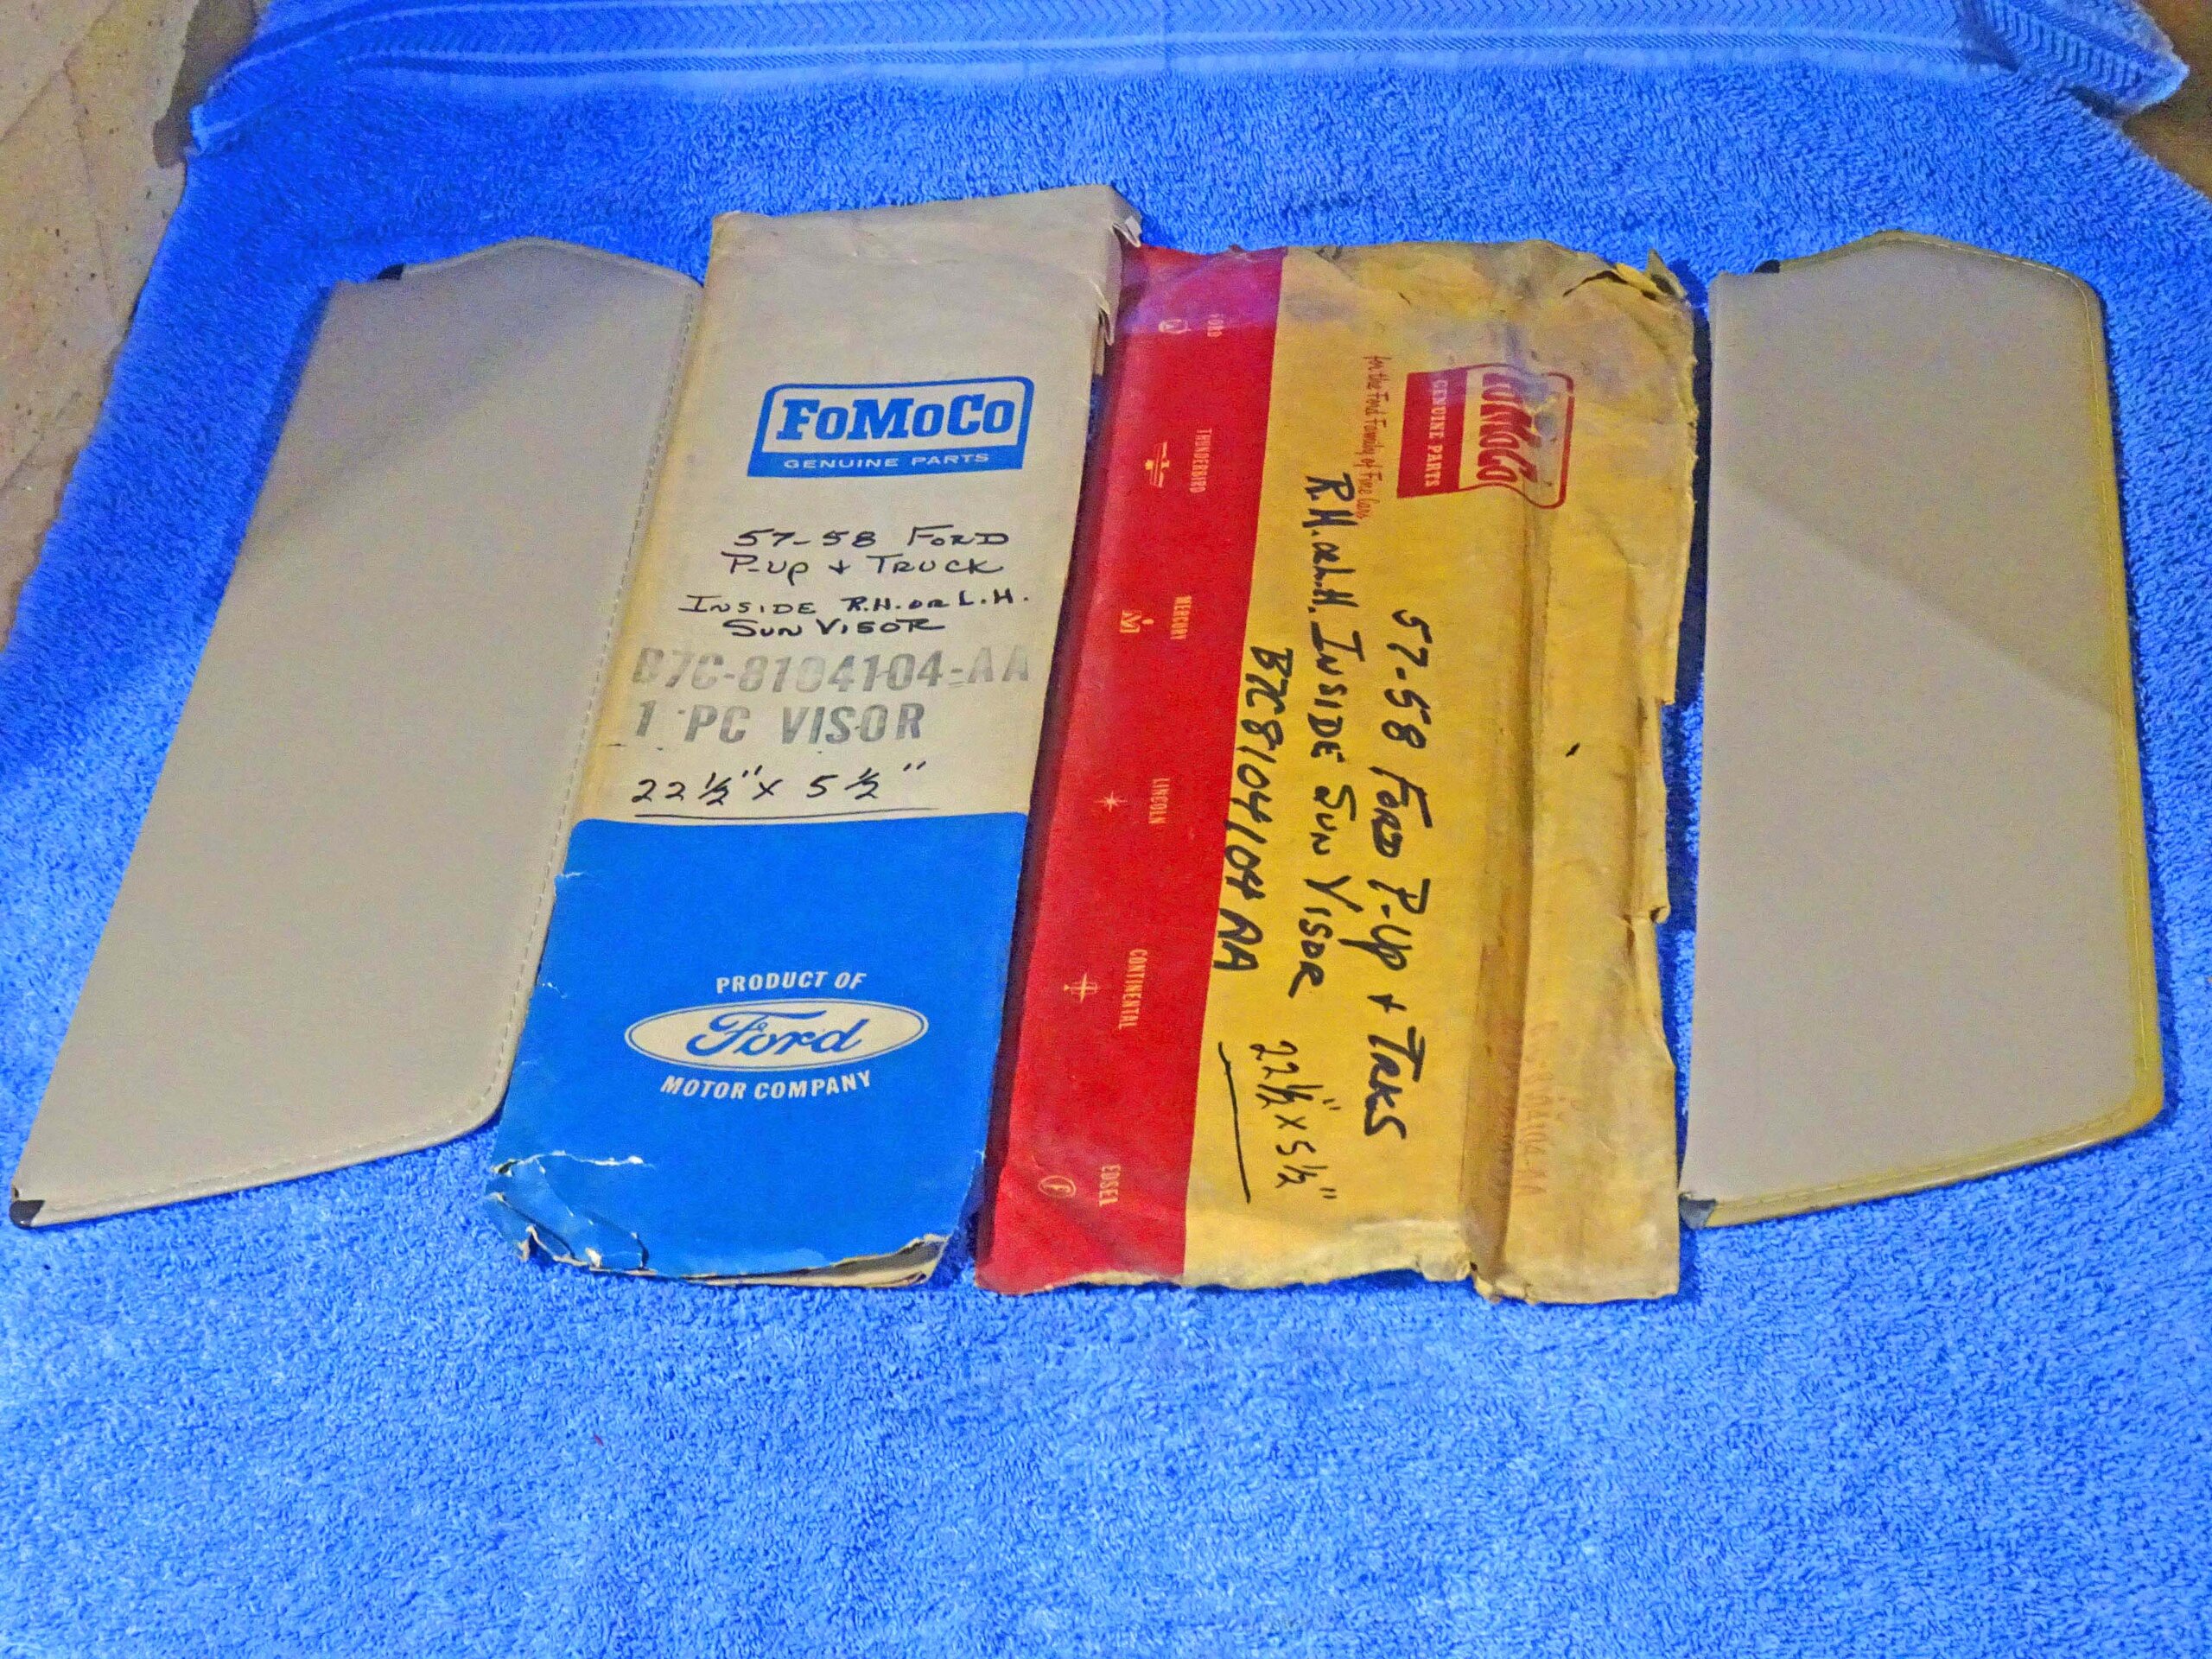 FoMoCo
GENUINE PARTS
57-58 FORD
P-UP + TRUCK
INSIDE R.H. OR L.H.
SUN VISOR
B7C-8104104-AA
1 PC VISOR
22 1/2" x 5 1/2"
PRODUCT OF
Ford
MOTOR COMPANY
FoMoCo
GENUINE PARTS
for the Ford Family of Fine Cars
57-58 FORD P-UP + TRKS
R.H. OR L.H. INSIDE SUN VISOR 22 1/2" x 5 1/2"
B7C8104104AA
FORD
THUNDERBIRD
MERCURY
LINCOLN
CONTINENTAL
EDSEL